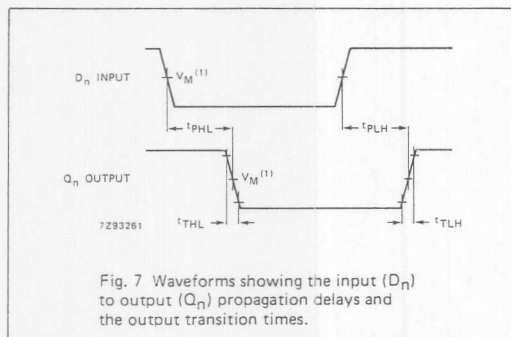 Dn INPUT
VM(1)
tPHL
tPLH
Qn OUTPUT
VM(1)
7Z93261
tTHL
tTLH
Fig. 7 Waveforms showing the input (Dn)
to output (Qn) propagation delays and
the output transition times.